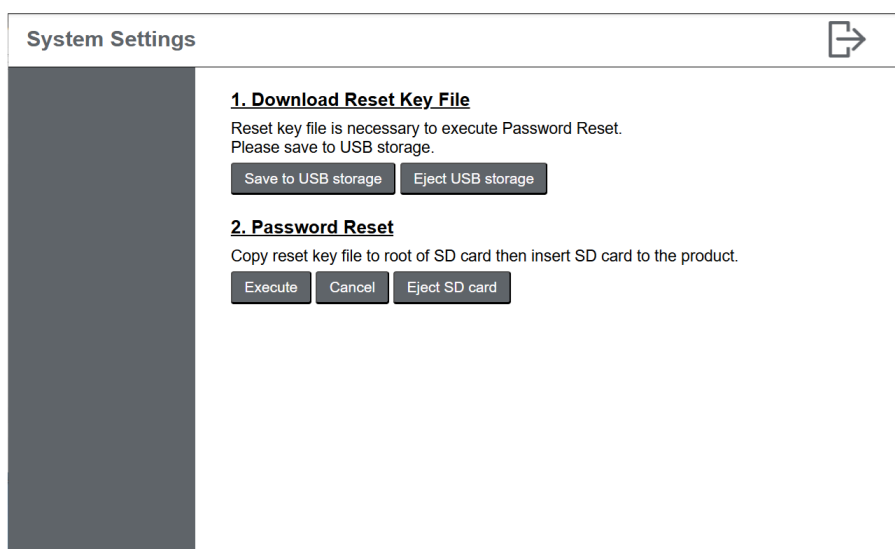 System Settings
1. Download Reset Key File
Reset key file is necessary to execute Password Reset.
Please save to USB storage.
Save to USB storage Eject USB storage
2. Password Reset
Copy reset key file to root of SD card then insert SD card to the product.
Execute Cancel Eject SD card